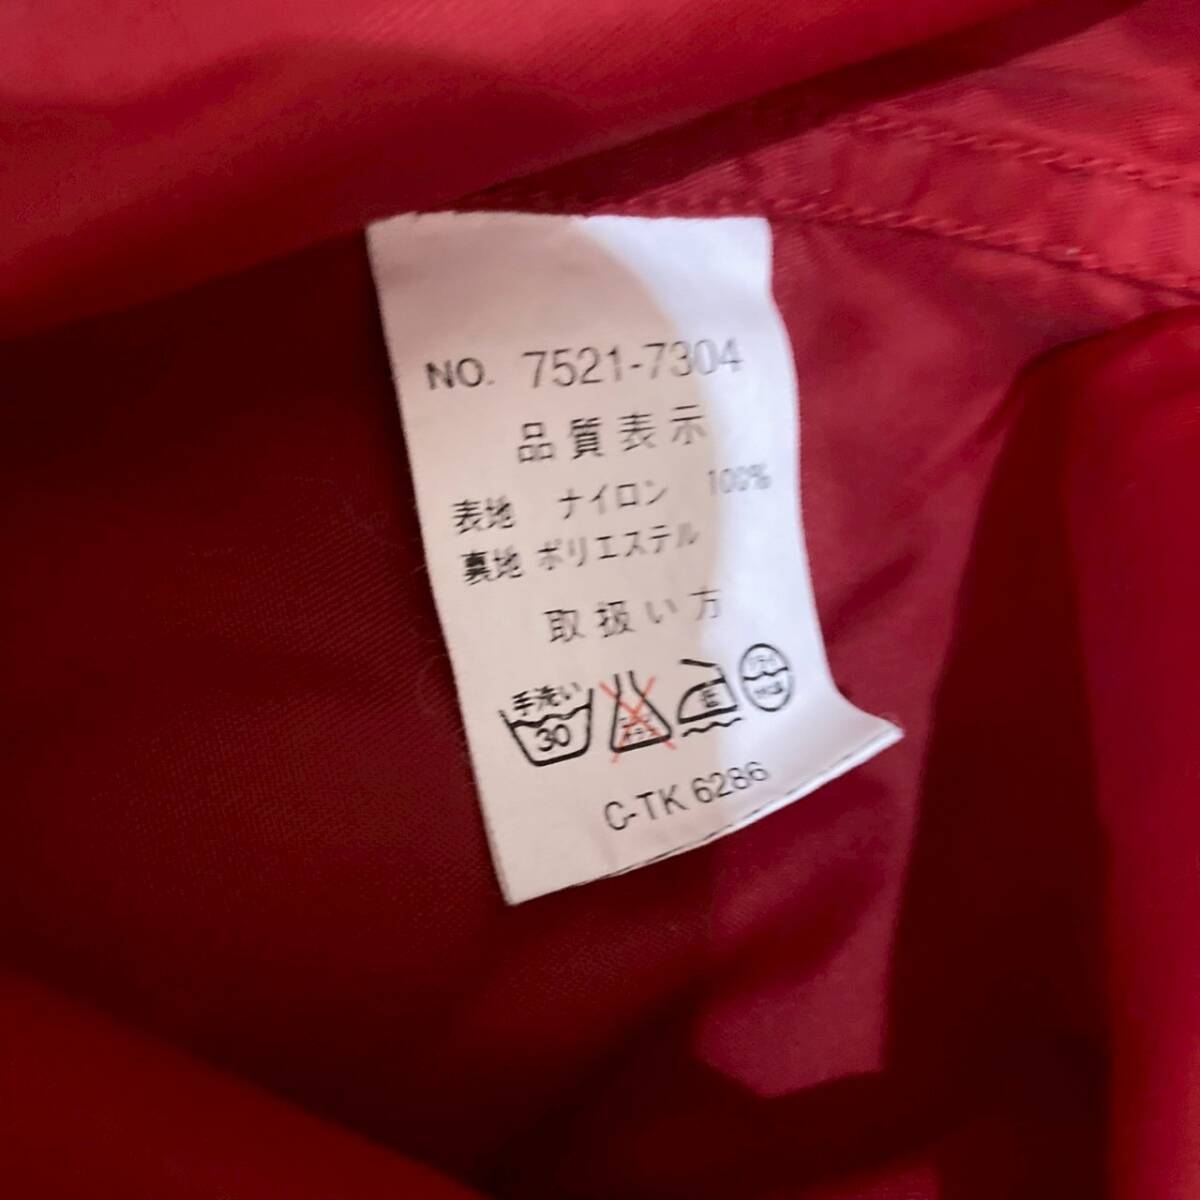 NO. 7521-7304
品質表示
表地 ナイロン 100%
裏地 ポリエステル
取扱い方
手洗い
30
C-TK 6286